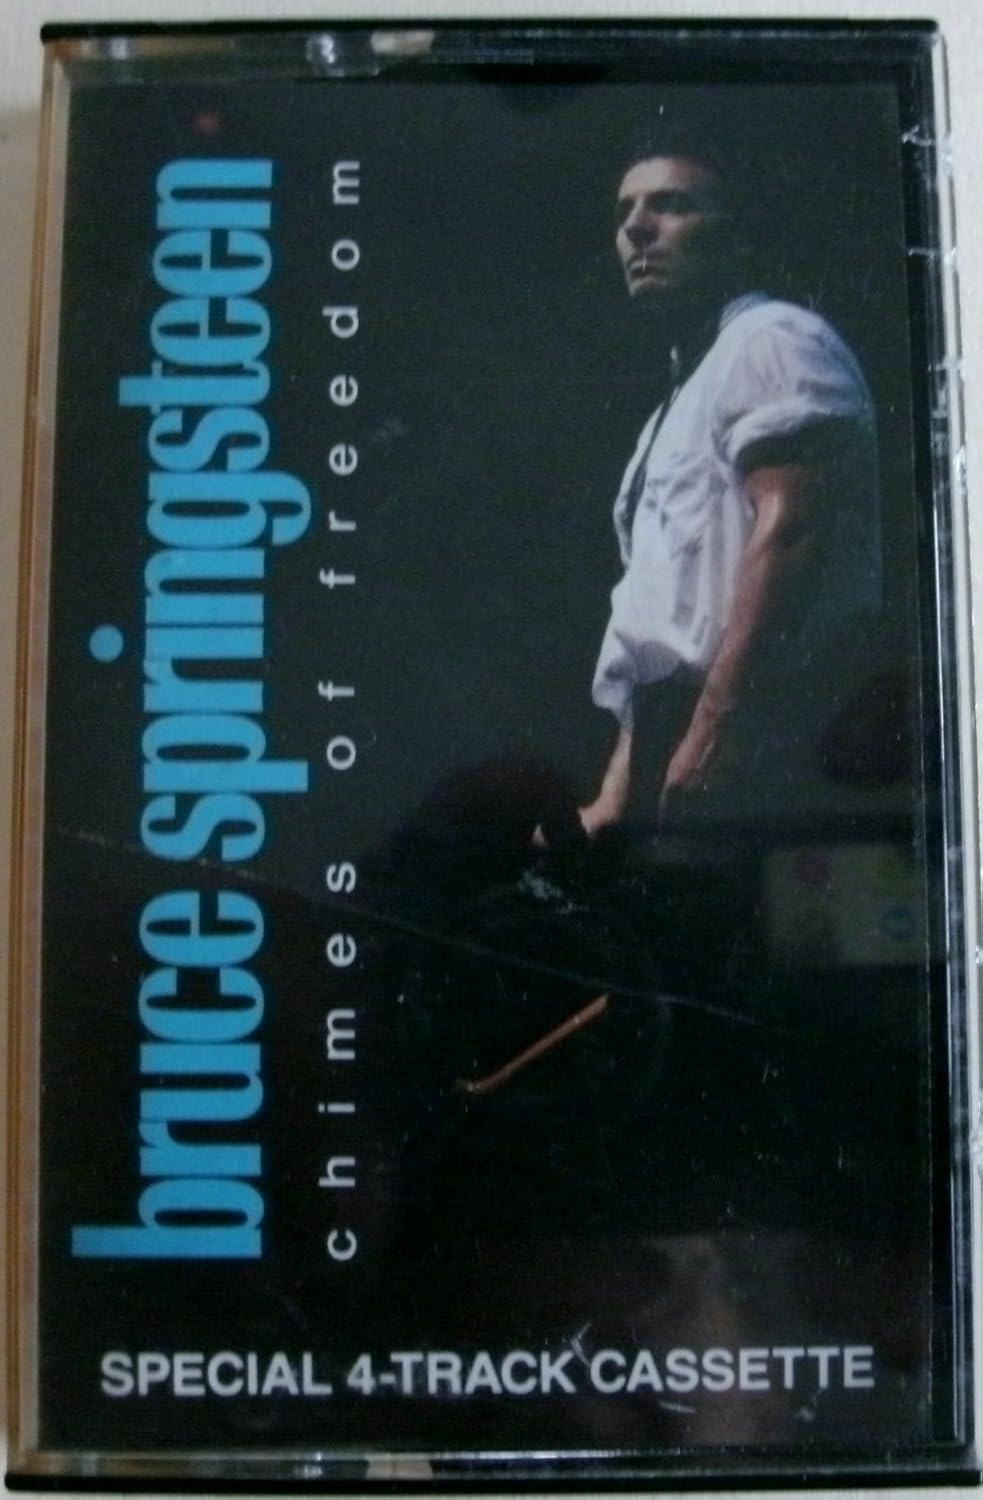 bruce springsteen
chimes of freedom
SPECIAL 4-TRACK CASSETTE